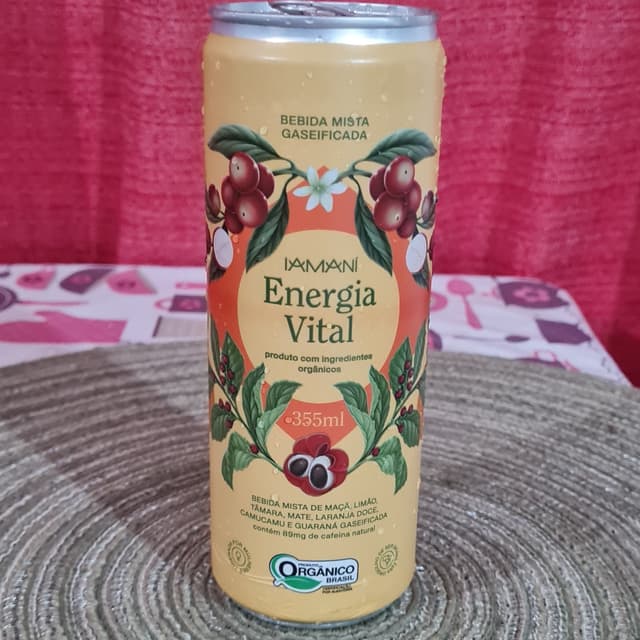 BEBIDA MISTA
GASEIFICADA
IAMANÍ
Energia
Vital
produto com ingredientes
orgânicos
℮355ml
BEBIDA MISTA DE MAÇÃ, LIMÃO,
TÂMARA, MATE, LARANJA DOCE,
CAMUCAMU E GUARANÁ GASEIFICADA
contém 89mg de cafeína natural
PRODUTO
ORGÂNICO
BRASIL